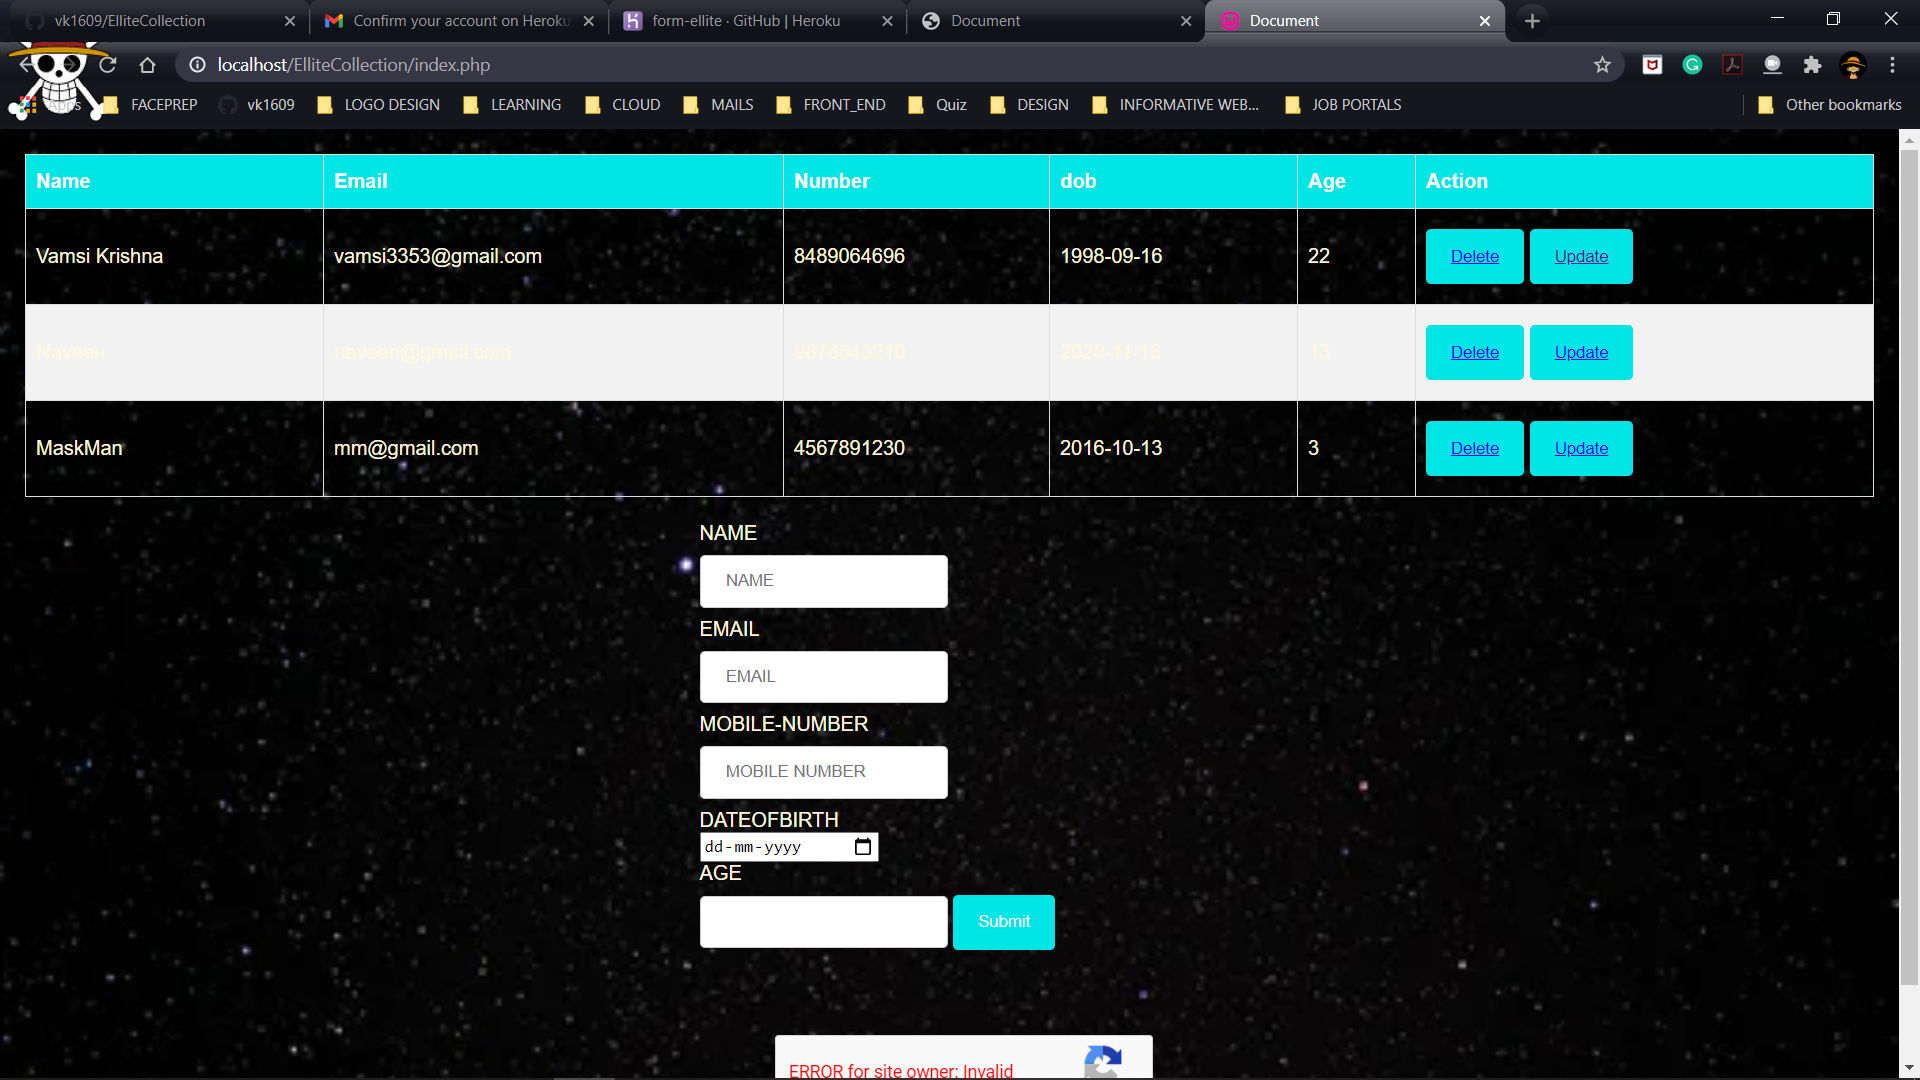 vk1609/ElliteCollection
Confirm your account on Heroku
form-ellite · GitHub | Heroku
Document
Document
localhost/ElliteCollection/index.php
Apps
FACEPREP
vk1609
LOGO DESIGN
LEARNING
CLOUD
MAILS
FRONT_END
Quiz
DESIGN
INFORMATIVE WEB...
JOB PORTALS
Other bookmarks
Name Email Number dob Age Action
Vamsi Krishna vamsi3353@gmail.com 8489064696 1998-09-16 22 Delete Update
Naveen naveen@gmail.com 9876543210 2020-11-13 13 Delete Update
MaskMan mm@gmail.com 4567891230 2016-10-13 3 Delete Update
NAME
NAME
EMAIL
EMAIL
MOBILE-NUMBER
MOBILE NUMBER
DATEOFBIRTH
dd-mm-yyyy
AGE
Submit
ERROR for site owner: Invalid